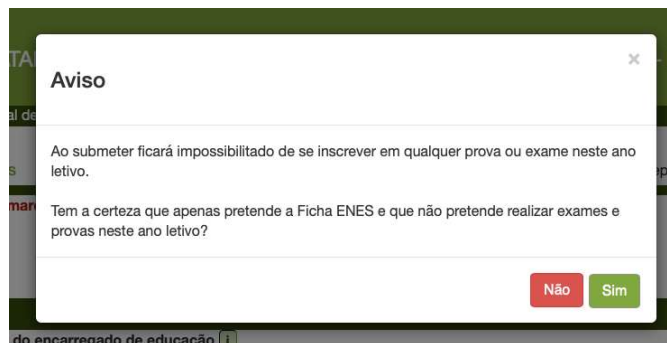 ×
Aviso
Ao submeter ficará impossibilitado de se inscrever em qualquer prova ou exame neste ano
letivo.
Tem a certeza que apenas pretende a Ficha ENES e que não pretende realizar exames e
provas neste ano letivo?
Não Sim
do encarregado de educação i